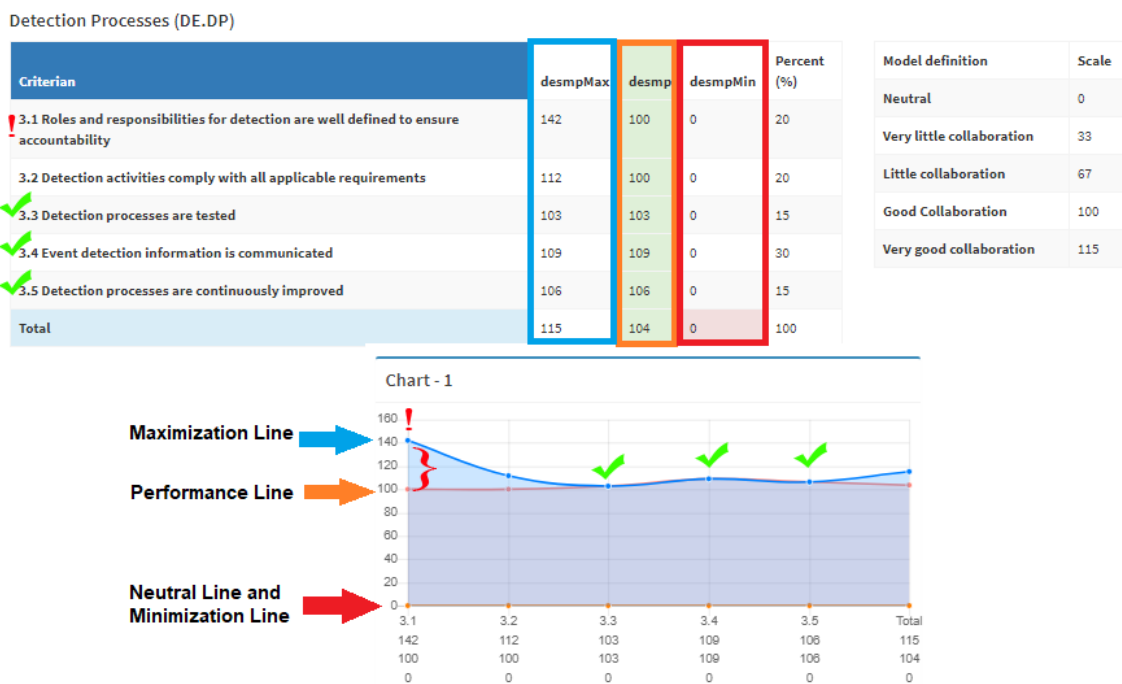 Detection Processes (DE.DP)
Criterian desmpMax desmp desmpMin Percent (%)
3.1 Roles and responsibilities for detection are well defined to ensure
accountability 142 100 0 20
3.2 Detection activities comply with all applicable requirements 112 100 0 20
3.3 Detection processes are tested 103 103 0 15
3.4 Event detection information is communicated 109 109 0 30
3.5 Detection processes are continuously improved 106 106 0 15
Total 115 104 0 100
Model definition Scale
Neutral 0
Very little collaboration 33
Little collaboration 67
Good Collaboration 100
Very good collaboration 115
Chart - 1
Maximization Line
Performance Line
Neutral Line and
Minimization Line
160
140
120
100
80
60
40
20
0
3.1 3.2 3.3 3.4 3.5 Total
142 112 103 109 106 115
100 100 103 109 106 104
0 0 0 0 0 0